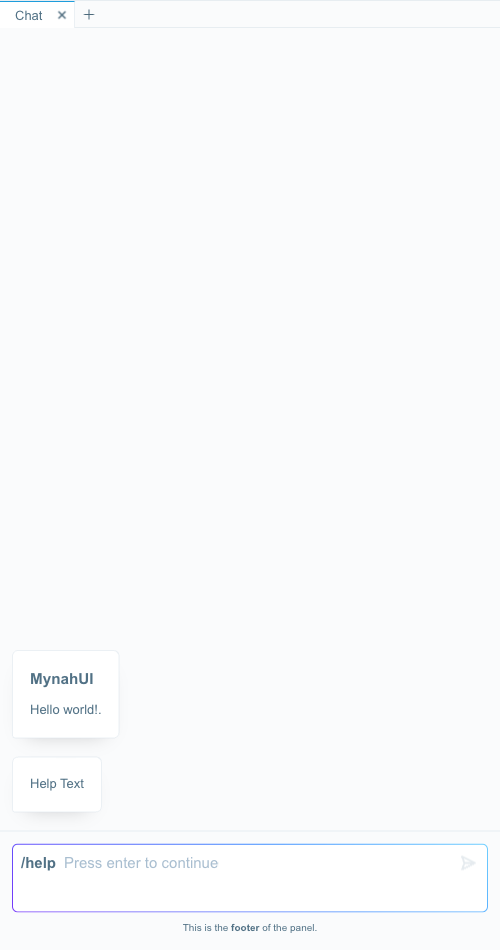 Chat
MynahUI
Hello world!.
Help Text
/help Press enter to continue
This is the footer of the panel.